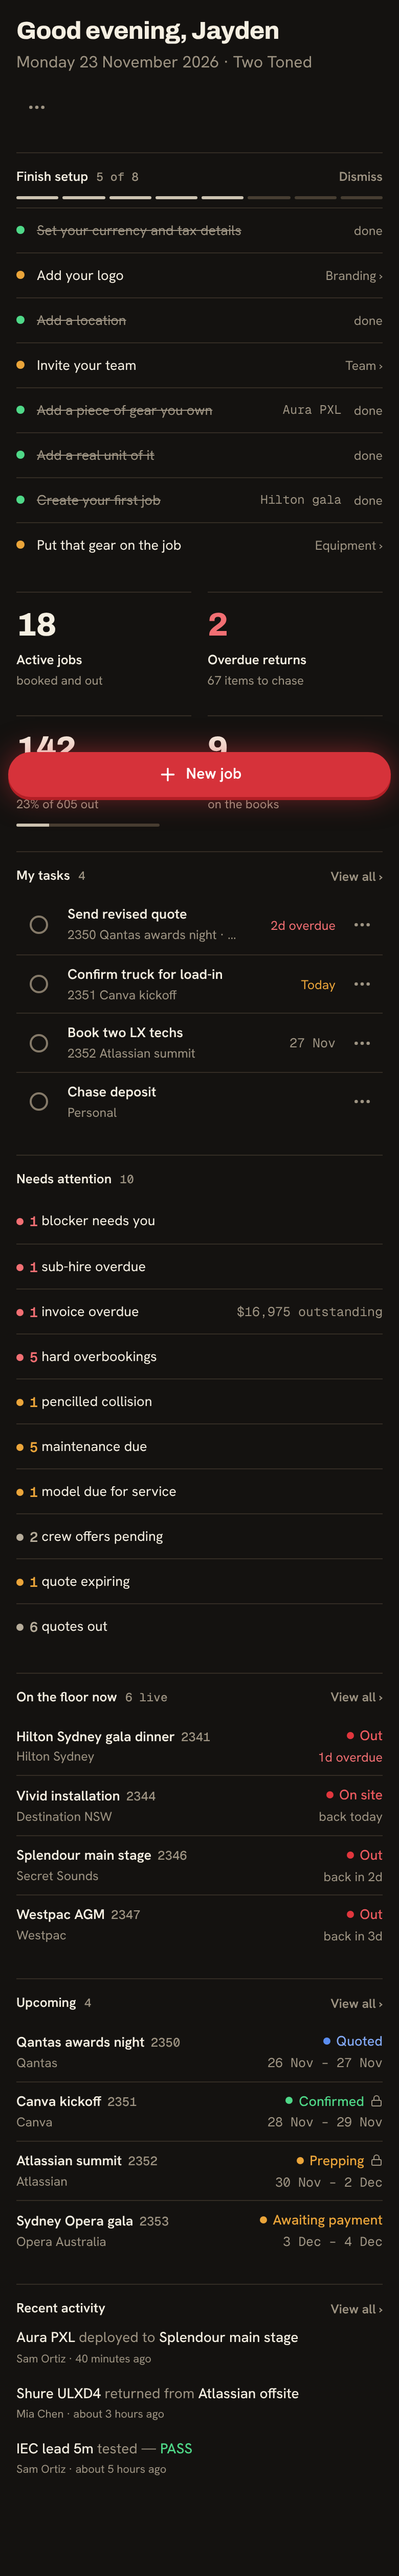 Good evening, Jayden
Monday 23 November 2026 · Two Toned
...
Finish setup 5 of 8 Dismiss
Set your currency and tax details done
Add your logo Branding ›
Add a location done
Invite your team Team ›
Add a piece of gear you own Aura PXL done
Add a real unit of it done
Create your first job Hilton gala done
Put that gear on the job Equipment ›
18 2
Active jobs Overdue returns
booked and out 67 items to chase
142 9
+ New job
23% of 605 out on the books
My tasks 4 View all ›
Send revised quote
2350 Qantas awards night · ... 2d overdue
Confirm truck for load-in
2351 Canva kickoff Today
Book two LX techs
2352 Atlassian summit 27 Nov
Chase deposit
Personal
Needs attention 10
1 blocker needs you
1 sub-hire overdue
1 invoice overdue $16,975 outstanding
5 hard overbookings
1 pencilled collision
5 maintenance due
1 model due for service
2 crew offers pending
1 quote expiring
6 quotes out
On the floor now 6 live View all ›
Hilton Sydney gala dinner 2341 Out
Hilton Sydney 1d overdue
Vivid installation 2344 On site
Destination NSW back today
Splendour main stage 2346 Out
Secret Sounds back in 2d
Westpac AGM 2347 Out
Westpac back in 3d
Upcoming 4 View all ›
Qantas awards night 2350 Quoted
Qantas 26 Nov – 27 Nov
Canva kickoff 2351 Confirmed
Canva 28 Nov – 29 Nov
Atlassian summit 2352 Prepping
Atlassian 30 Nov – 2 Dec
Sydney Opera gala 2353 Awaiting payment
Opera Australia 3 Dec – 4 Dec
Recent activity View all ›
Aura PXL deployed to Splendour main stage
Sam Ortiz · 40 minutes ago
Shure ULXD4 returned from Atlassian offsite
Mia Chen · about 3 hours ago
IEC lead 5m tested — PASS
Sam Ortiz · about 5 hours ago